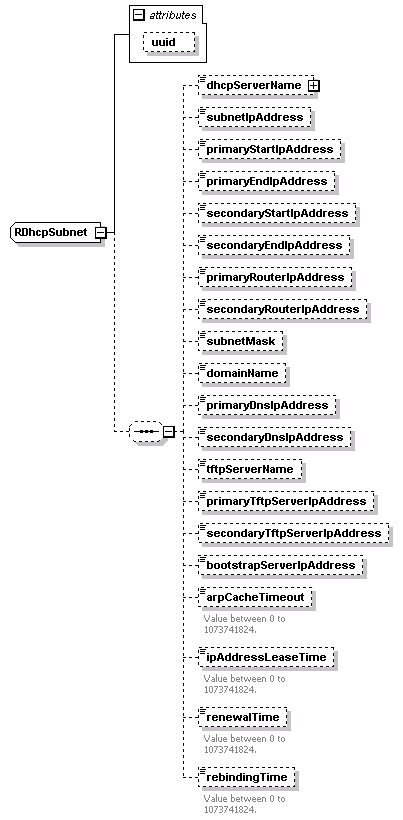 attributes
uuid
dhcpServerName
subnetIpAddress
primaryStartIpAddress
primaryEndIpAddress
secondaryStartIpAddress
RDhcpSubnet
secondaryEndIpAddress
primaryRouterIpAddress
secondaryRouterIpAddress
subnetMask
domainName
primaryDnsIpAddress
secondaryDnsIpAddress
tftpServerName
primaryTftpServerIpAddress
secondaryTftpServerIpAddress
bootstrapServerIpAddress
arpCacheTimeout
Value between 0 to
1073741824.
ipAddressLeaseTime
Value between 0 to
1073741824.
renewalTime
Value between 0 to
1073741824.
rebindingTime
Value between 0 to
1073741824.